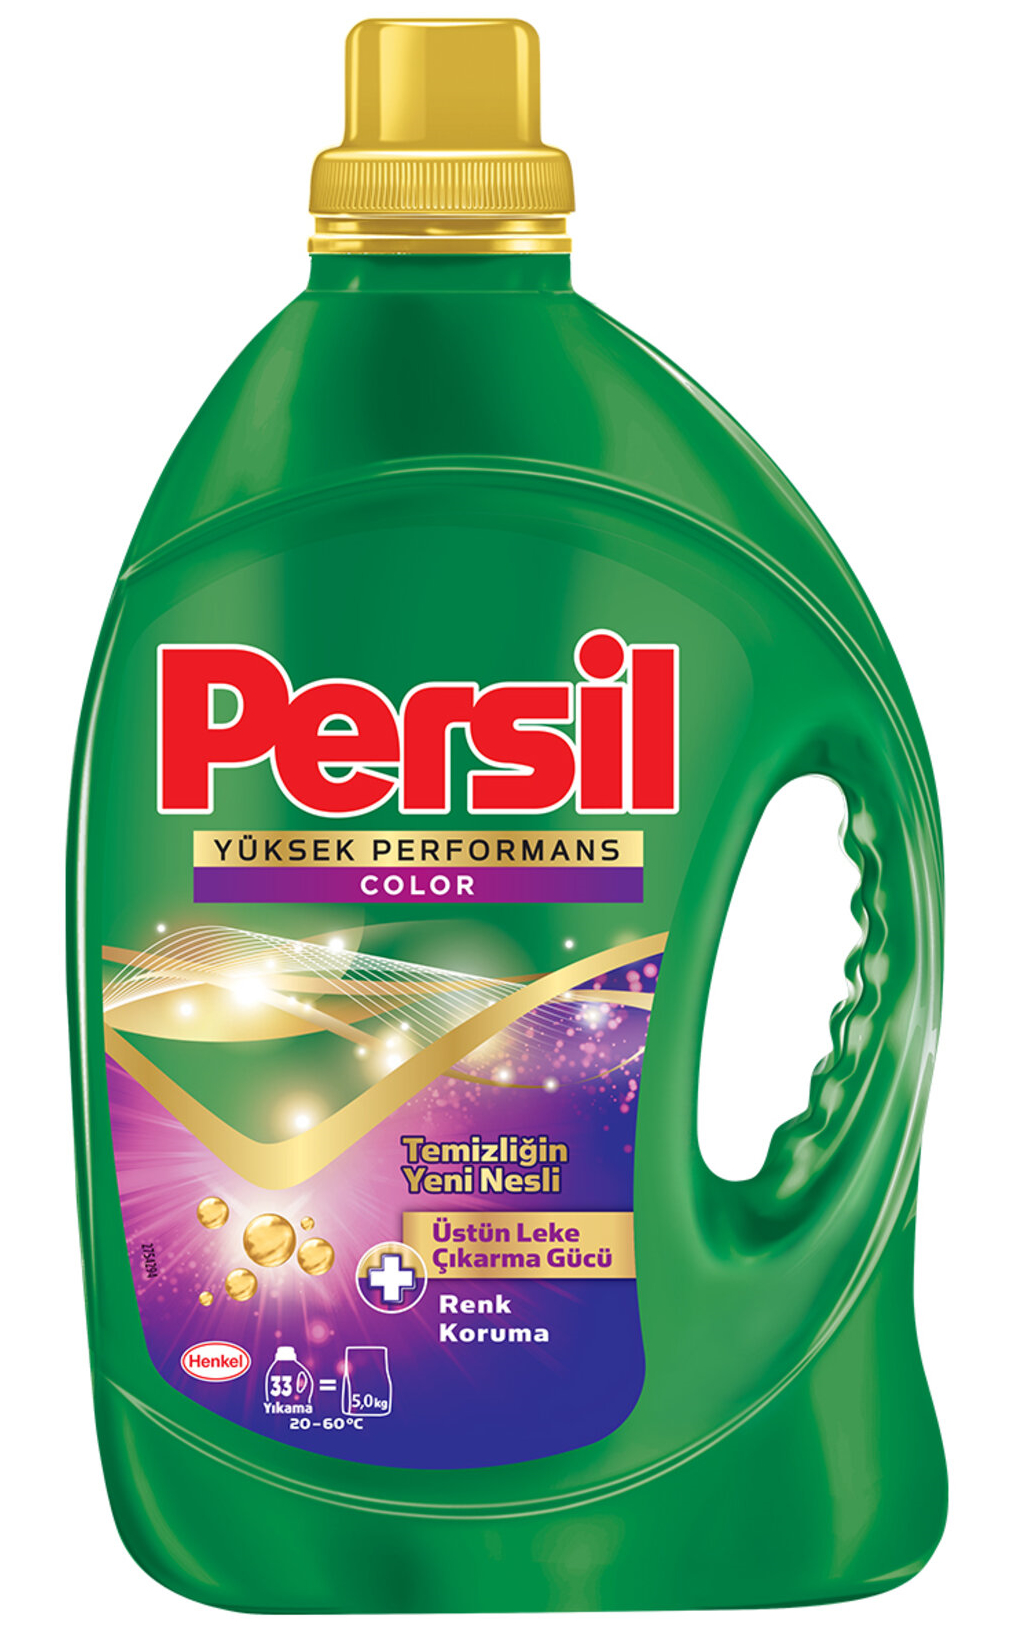 Persil
YÜKSEK PERFORMANS
COLOR
Temizliğin
Yeni Nesli
Üstün Leke
Çıkarma Gücü
Renk
Koruma
2754294
Henkel
33 = 5,0kg
Yıkama
20-60°C